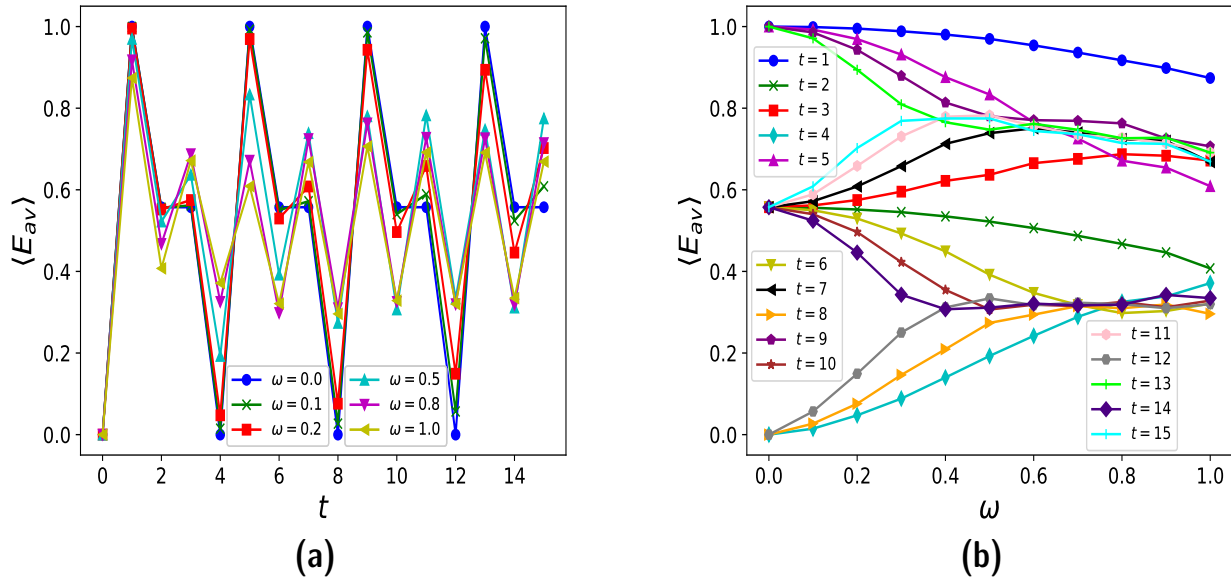 ⟨E_av⟩
1.0
0.8
0.6
0.4
0.2
0.0
ω = 0.0
ω = 0.1
ω = 0.2
ω = 0.5
ω = 0.8
ω = 1.0
0 2 4 6 8 10 12 14
t
(a)
⟨E_av⟩
1.0
0.8
0.6
0.4
0.2
0.0
t = 1
t = 2
t = 3
t = 4
t = 5
t = 6
t = 7
t = 8
t = 9
t = 10
t = 11
t = 12
t = 13
t = 14
t = 15
0.0 0.2 0.4 0.6 0.8 1.0
ω
(b)